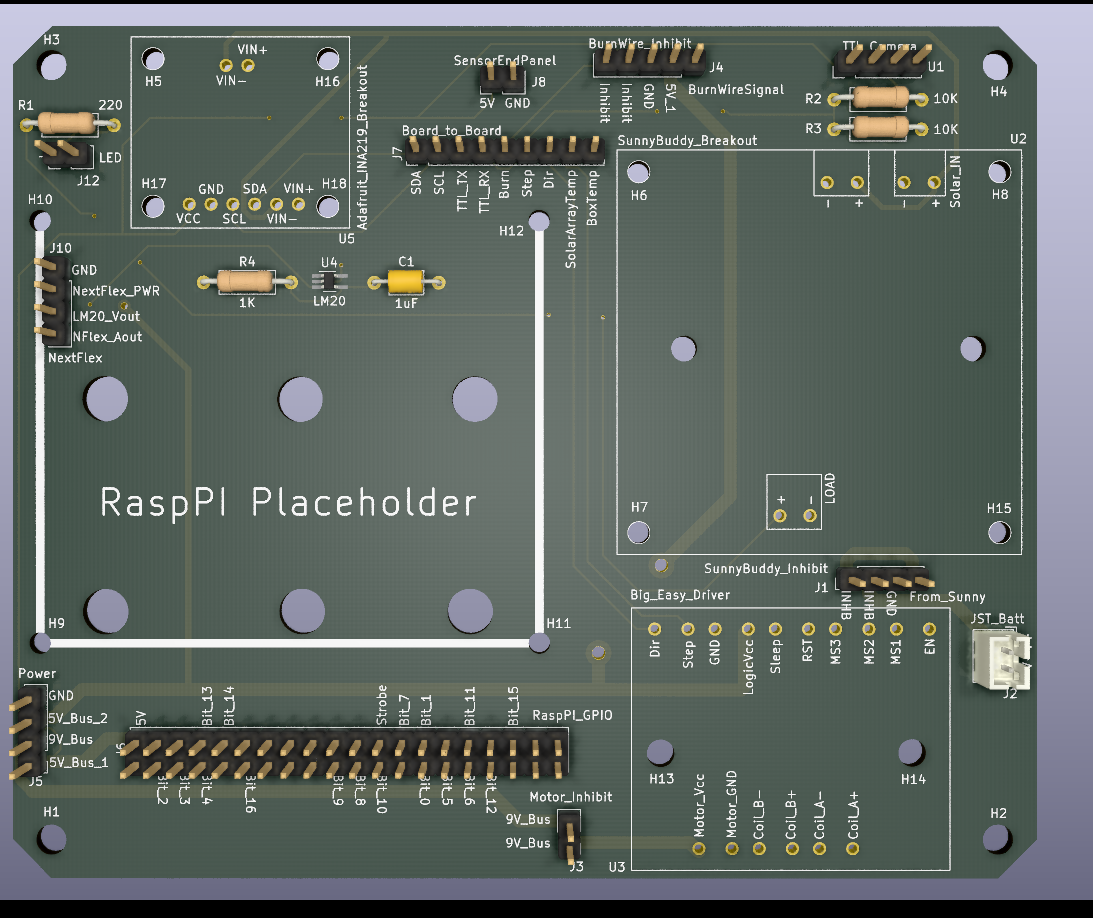 H3
R1
220
LED
J12
H5
VIN+
VIN-
H16
H17
GND
SDA
VIN+
H18
VCC
SCL
VIN-
Adafruit_INA219_Breakout
U5
SensorEndPanel
J8
5V GND
BurnWire_Inhibit
J4
Inhibit
Inhibit
GND
5V_1
BurnWireSignal
TTL_Camera
U1
R2
10K
R3
10K
H4
Board_to_Board
J7
SDA
SCL
TTL_TX
TTL_RX
Burn
Step
Dir
SolarArrayTemp
BoxTemp
SunnyBuddy_Breakout
U2
H6
- +
- +
Solar_IN
H8
H10
H12
J10
GND
NextFlex_PWR
LM20_Vout
NFlex_Aout
NextFlex
R4
1K
U4
LM20
C1
1uF
RaspPI Placeholder
H7
+ -
LOAD
H15
SunnyBuddy_Inhibit
J1
INHB
INHB
GND
From_Sunny
H9
H11
Big_Easy_Driver
Dir
Step
GND
LogicVcc
Sleep
RST
MS3
MS2
MS1
EN
JST_Batt
J2
Power
GND
5V_Bus_2
9V_Bus
5V_Bus_1
J5
5V
Bit_13
Bit_14
Strobe
Bit_7
Bit_1
Bit_11
Bit_15
RaspPI_GPIO
J6
Bit_2
Bit_3
Bit_4
Bit_16
Bit_9
Bit_8
Bit_10
Bit_0
Bit_5
Bit_6
Bit_12
H13
H14
Motor_Inhibit
9V_Bus
9V_Bus
J3
Motor_Vcc
Motor_GND
Coil_B-
Coil_B+
Coil_A-
Coil_A+
U3
H1
H2